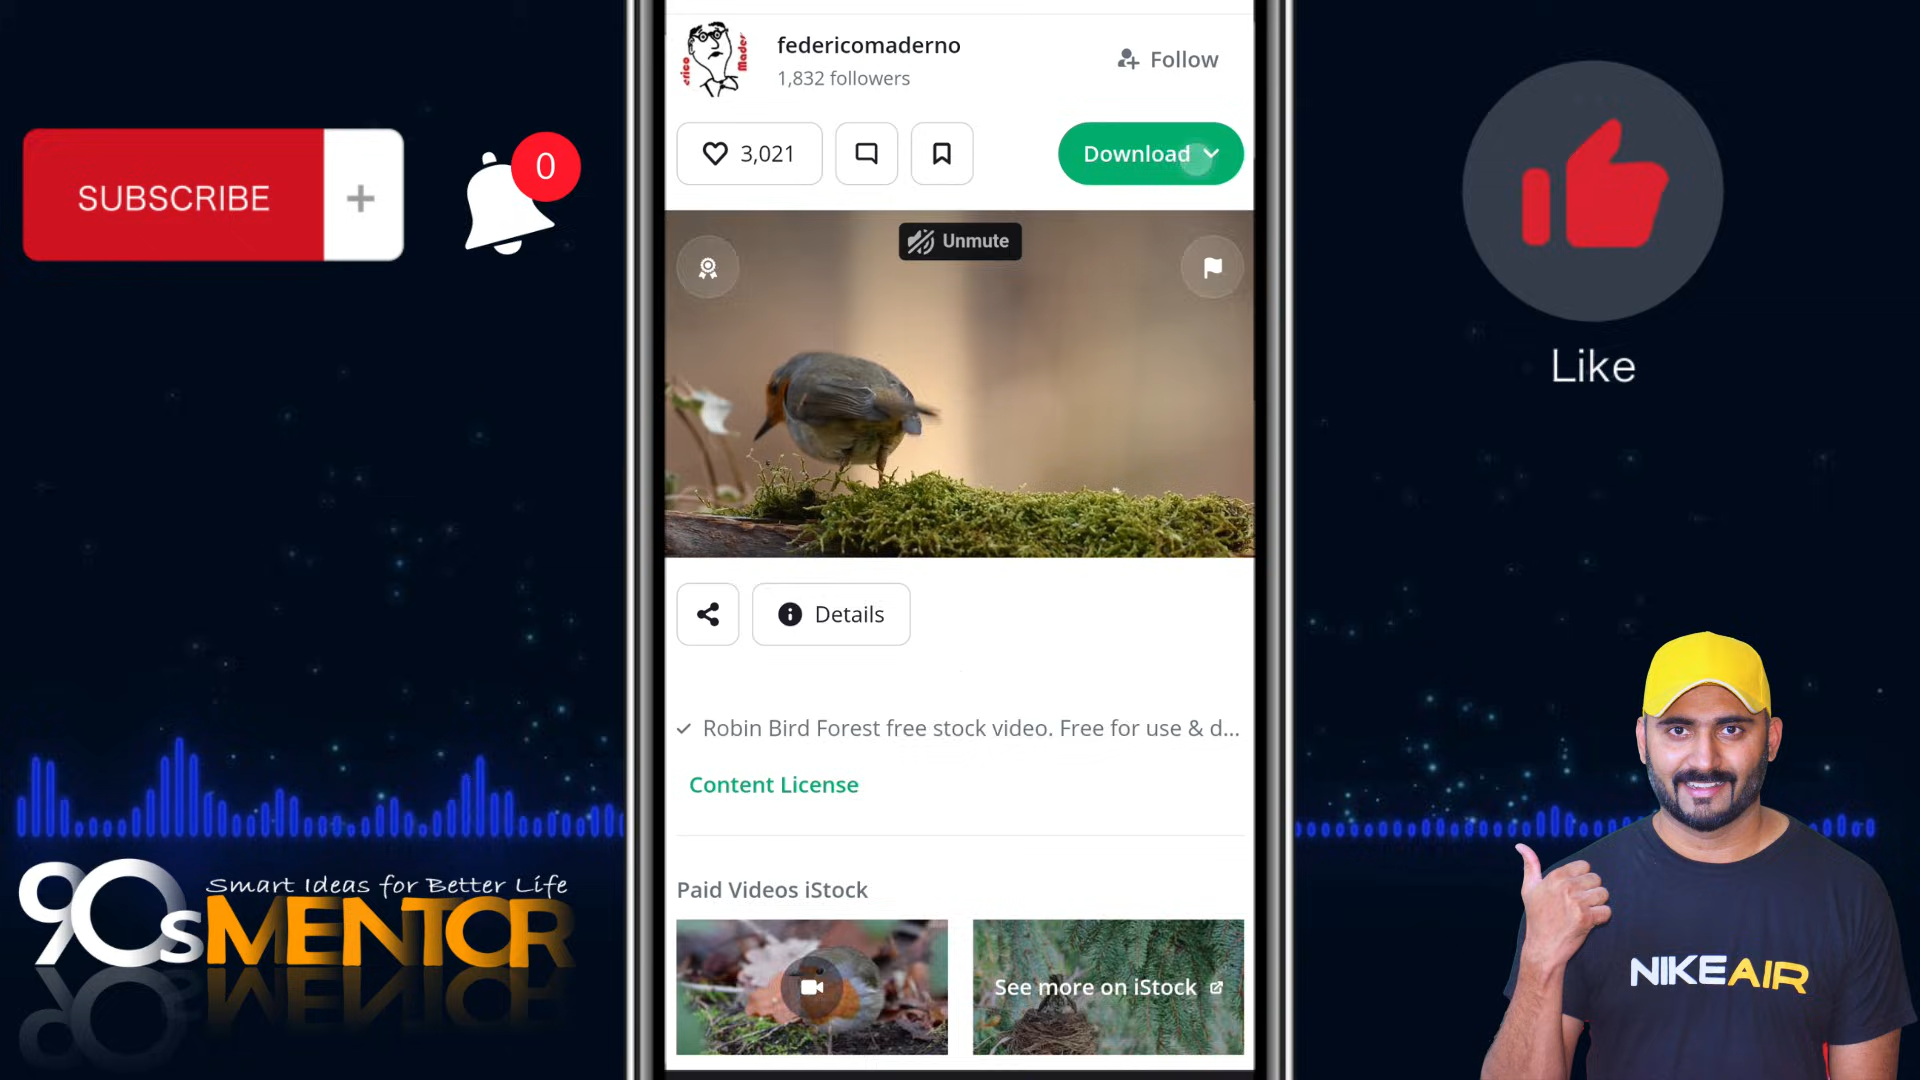 federicomaderno
1,832 followers
Follow
3,021
Download
SUBSCRIBE
+
0
Unmute
Like
Details
Robin Bird Forest free stock video. Free for use & d...
Content License
Smart Ideas for Better Life
90sMENTOR
Paid Videos iStock
See more on iStock
NIKEAIR